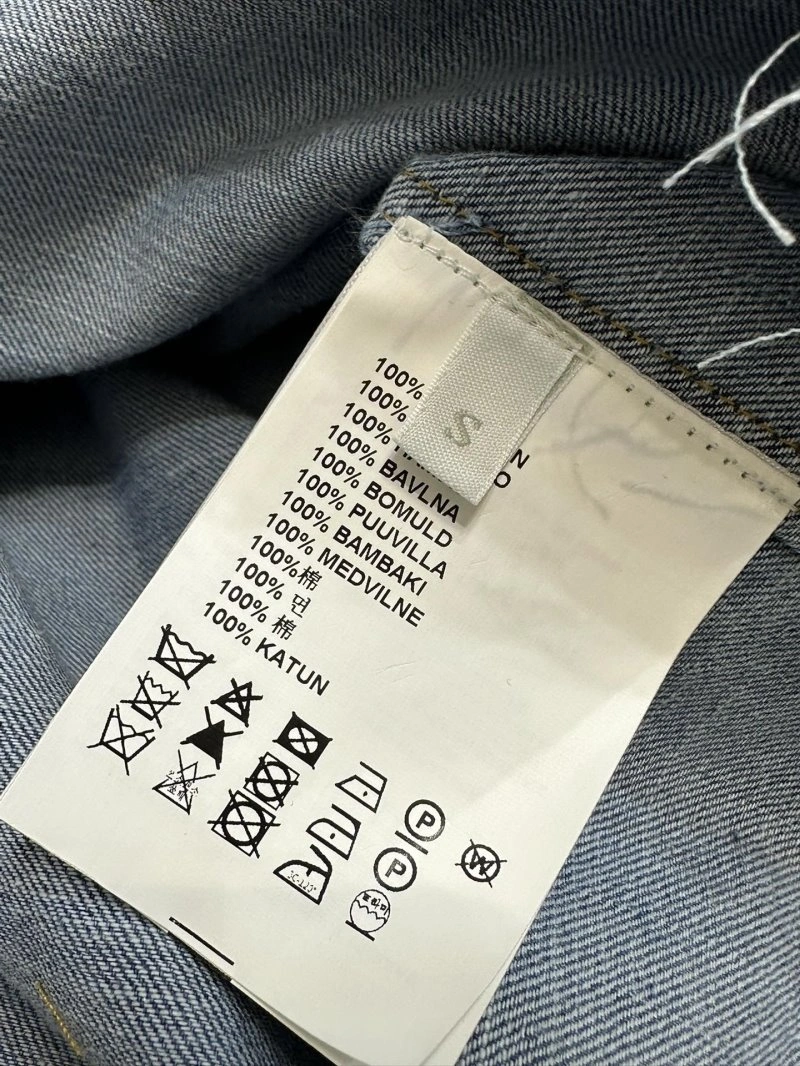 S
100%
100%
100%
100% BAVLNA
100% BOMULD
100% PUUVILLA
100% BAMBAKI
100% MEDVILNE
100%棉
100% 면
100% 棉
100% KATUN
P
P
W